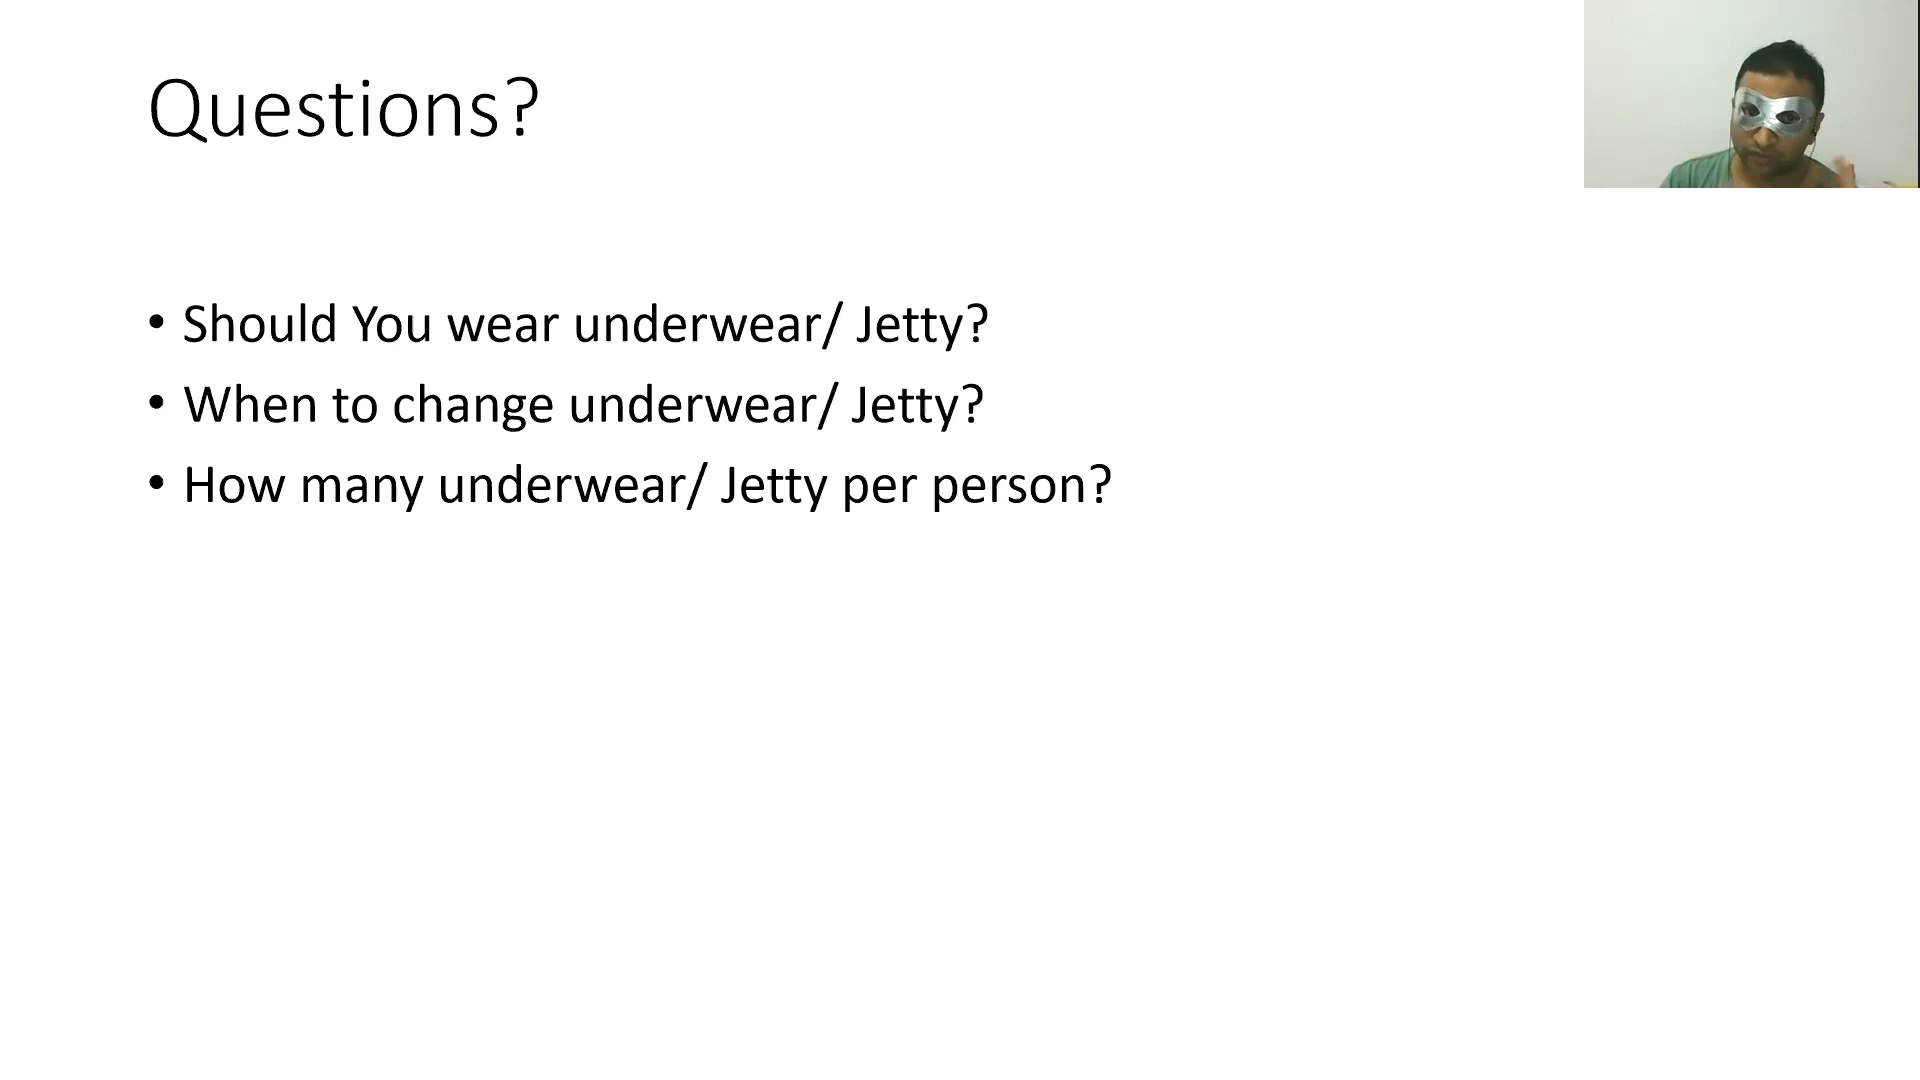 Questions?
• Should You wear underwear/ Jetty?
• When to change underwear/ Jetty?
• How many underwear/ Jetty per person?